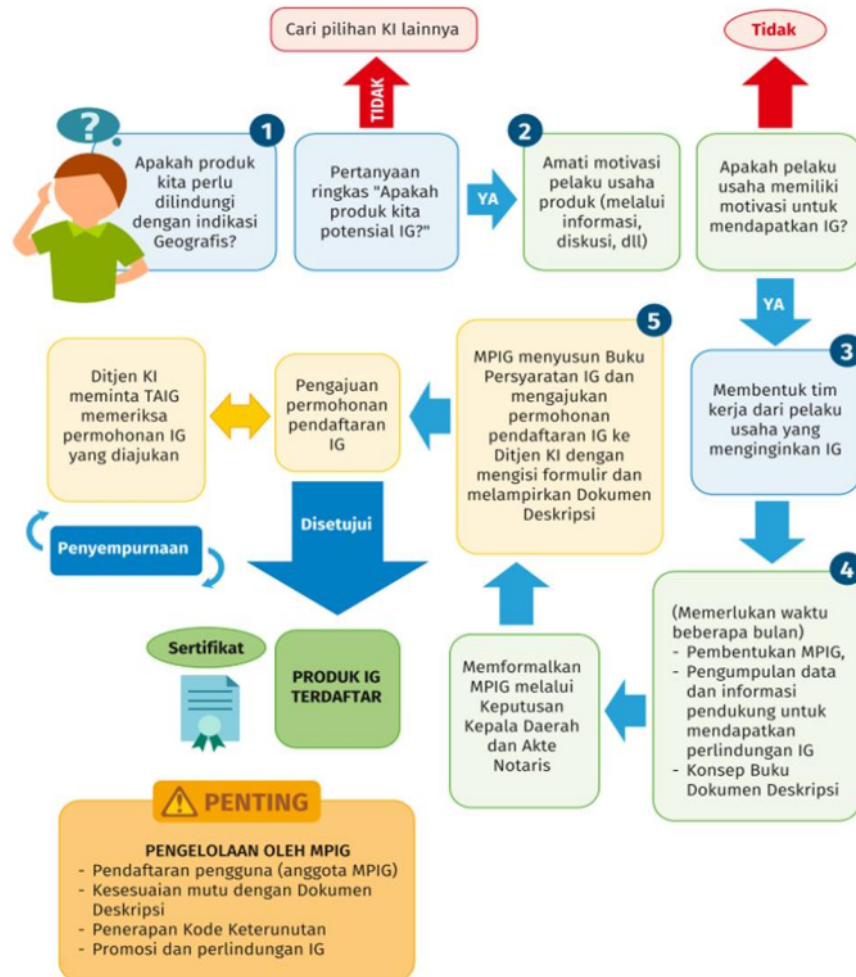 Cari pilihan KI lainnya
Tidak
TIDAK
?
1
Apakah produk
kita perlu
dilindungi
dengan indikasi
Geografis?
Pertanyaan
ringkas "Apakah
produk kita
potensial IG?"
YA
2
Amati motivasi
pelaku usaha
produk (melalui
informasi,
diskusi, dll)
Apakah pelaku
usaha memiliki
motivasi untuk
mendapatkan IG?
YA
3
Membentuk tim
kerja dari pelaku
usaha yang
menginginkan IG
4
(Memerlukan waktu
beberapa bulan)
- Pembentukan MPIG,
- Pengumpulan data
dan informasi
pendukung untuk
mendapatkan
perlindungan IG
- Konsep Buku
Dokumen Deskripsi
Memformalkan
MPIG melalui
Keputusan
Kepala Daerah
dan Akte
Notaris
5
MPIG menyusun Buku
Persyaratan IG dan
mengajukan
permohonan
pendaftaran IG ke
Ditjen KI dengan
mengisi formulir dan
melampirkan Dokumen
Deskripsi
Pengajuan
permohonan
pendaftaran
IG
Ditjen KI
meminta TAIG
memeriksa
permohonan IG
yang diajukan
Penyempurnaan
Disetujui
Sertifikat
PRODUK IG
TERDAFTAR
PENTING
PENGELOLAAN OLEH MPIG
- Pendaftaran pengguna (anggota MPIG)
- Kesesuaian mutu dengan Dokumen
Deskripsi
- Penerapan Kode Keterunutan
- Promosi dan perlindungan IG